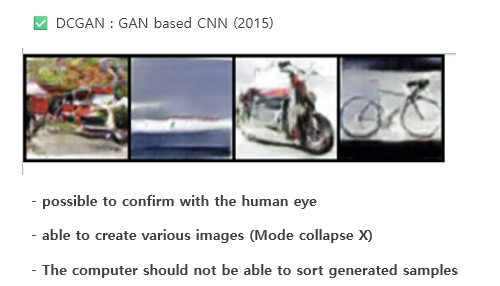 ✅ DCGAN : GAN based CNN (2015)
- possible to confirm with the human eye
- able to create various images (Mode collapse X)
- The computer should not be able to sort generated samples